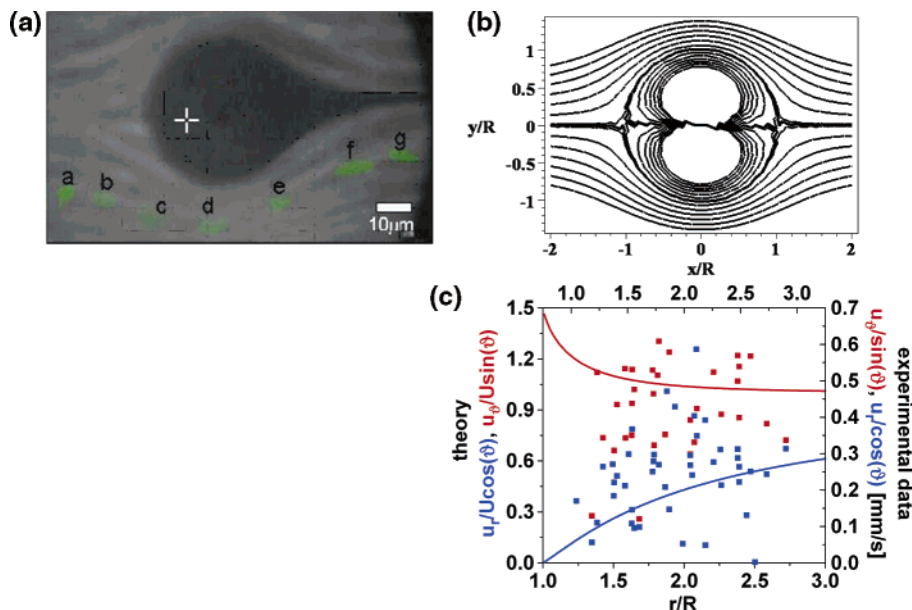 (a)
a
b
c
d
e
f
g
10μm
(b)
y/R
1
0.5
0
-0.5
-1
-2
-1
0
1
2
x/R
(c)
1.0
1.5
2.0
2.5
3.0
1.5
1.2
0.9
0.6
0.3
0.0
0.7
0.6
0.5
0.4
0.3
0.2
0.1
0.0
1.0
1.5
2.0
2.5
3.0
r/R
theory
u_r/Ucos(ϑ), u_ϑ/Usin(ϑ)
u_ϑ/sin(ϑ), u_r/cos(ϑ) [mm/s]
experimental data